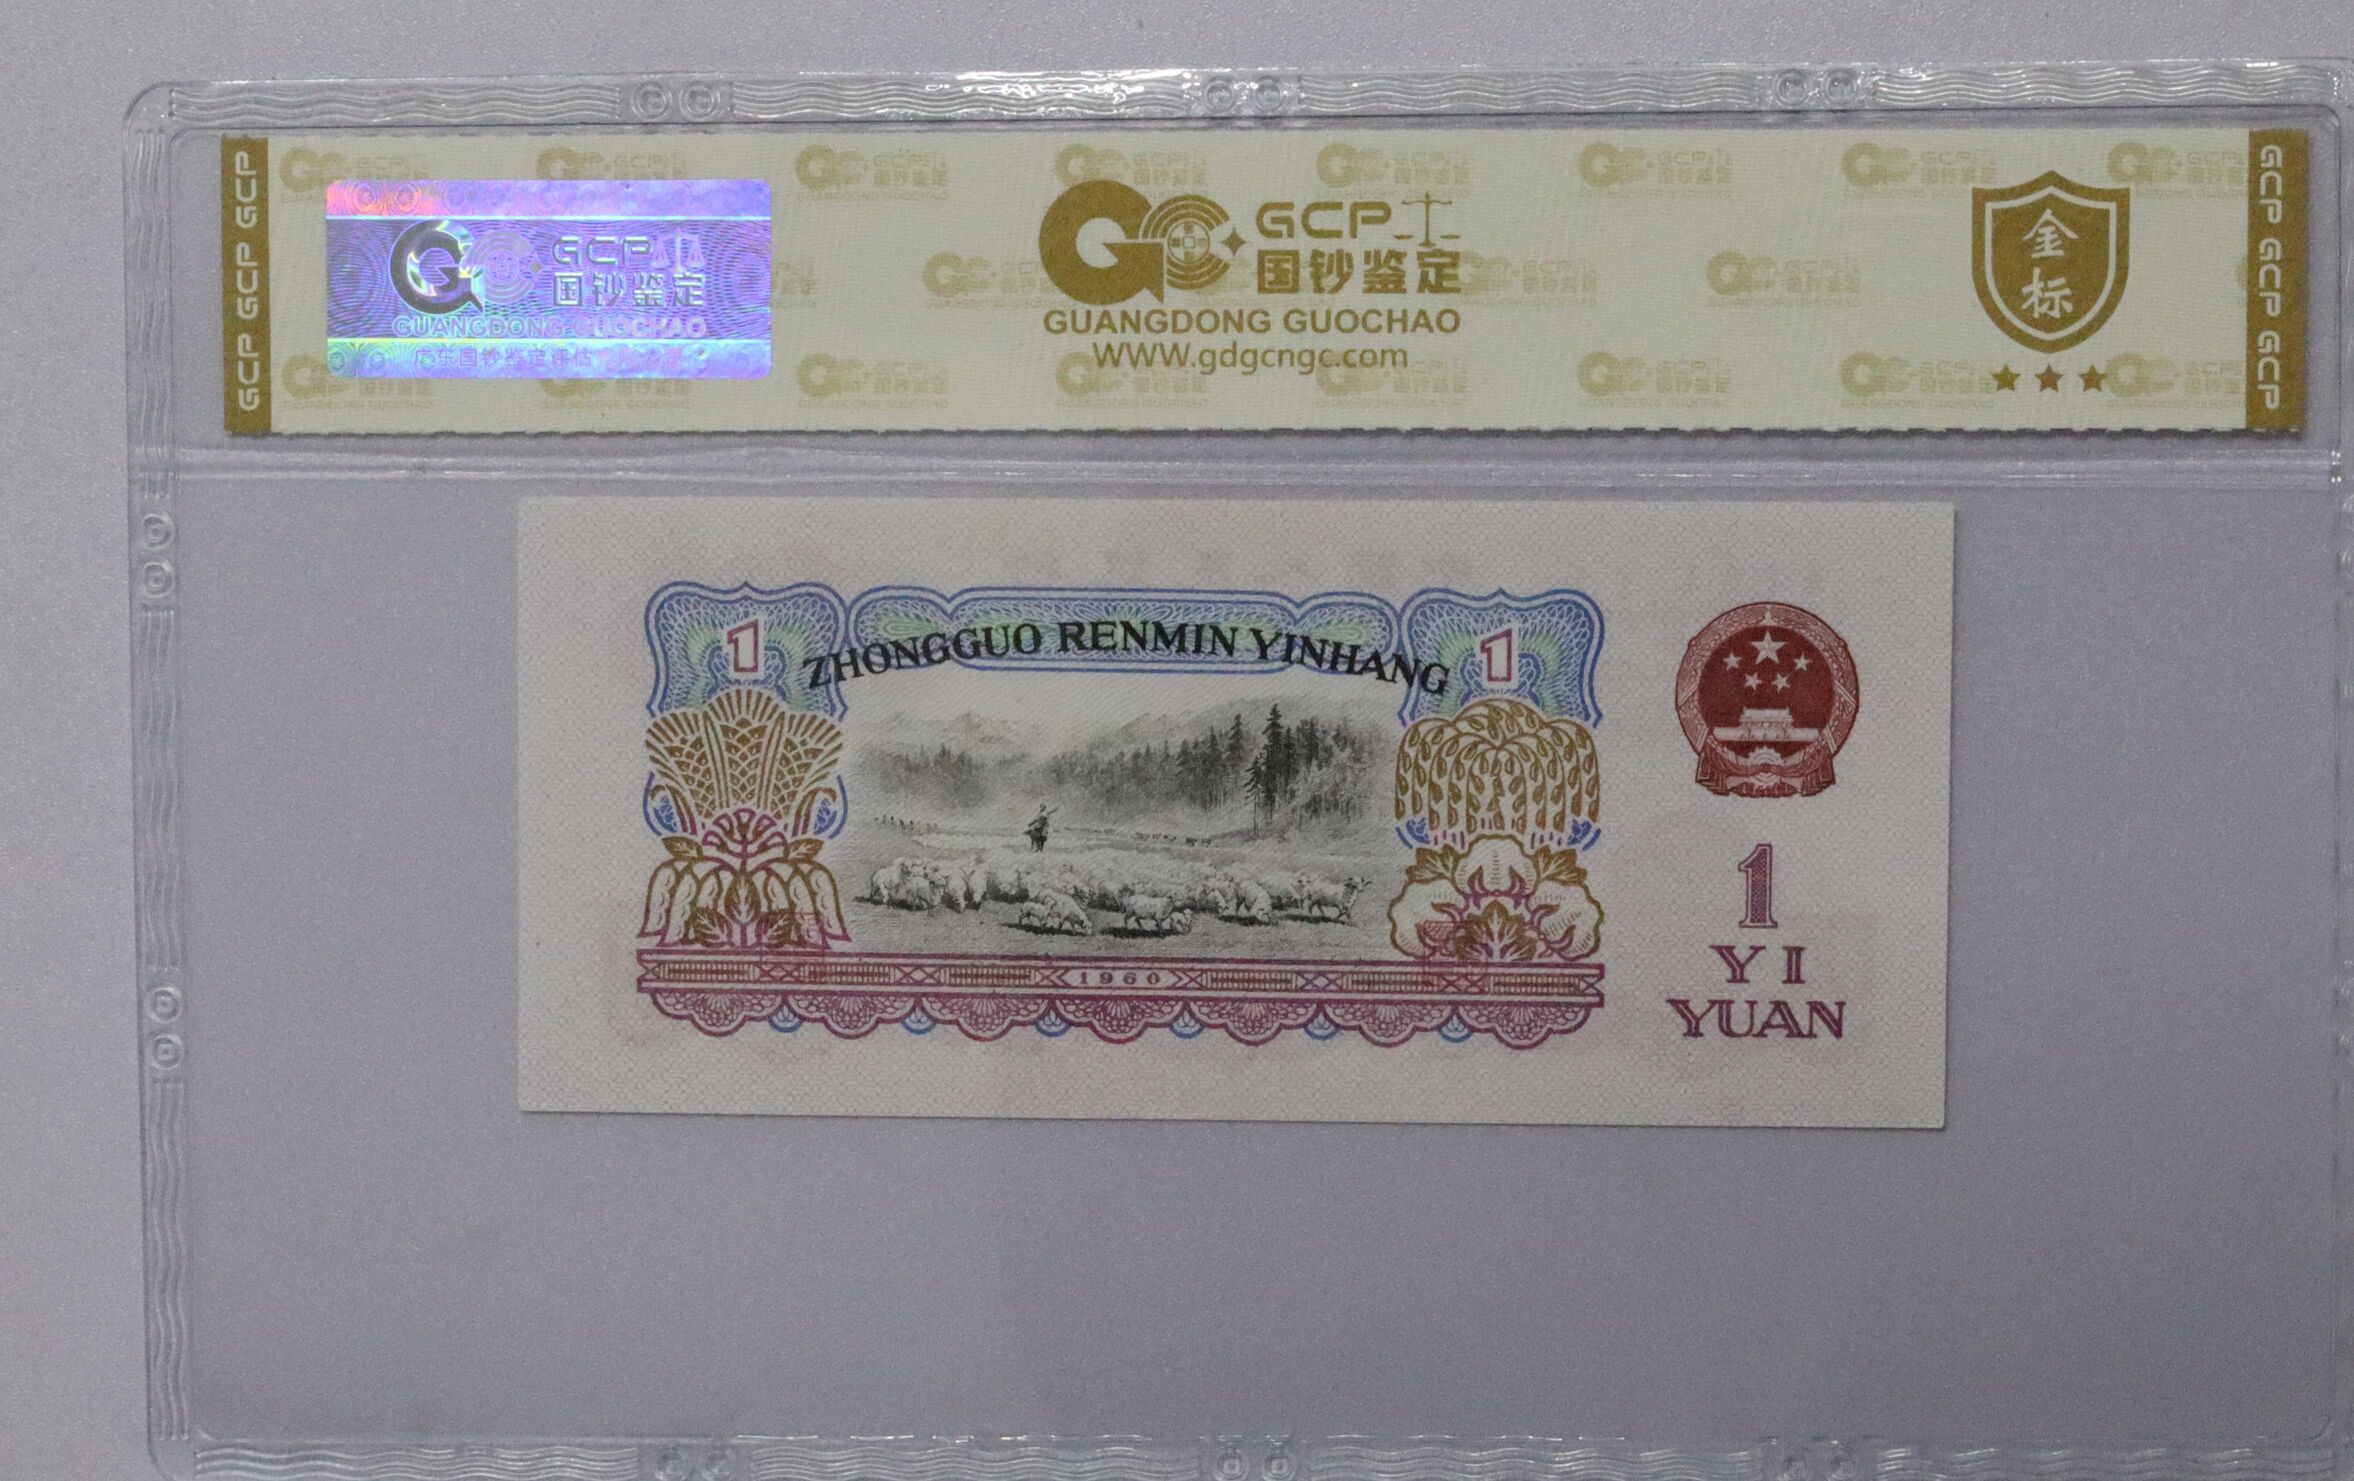 GCP GCP GCP
GCP
国钞鉴定
GUANGDONG GUOCHAO
GCP
国钞鉴定
GUANGDONG GUOCHAO
WWW.gdgcngc.com
金
标
GCP GCP GCP
ZHONGGUO RENMIN YINHANG
1
1
1960
1
YI
YUAN